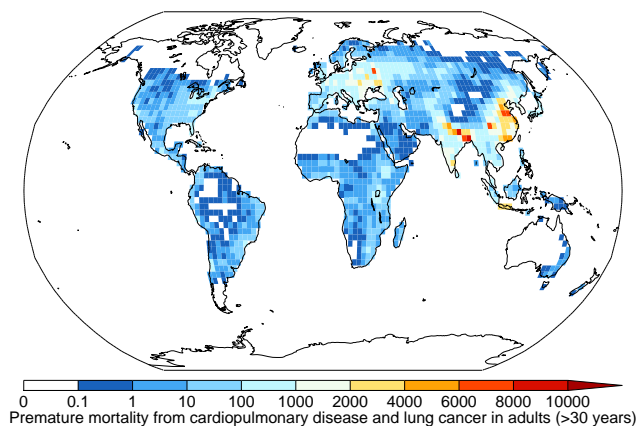 0 0.1 1 10 100 1000 2000 4000 6000 8000 10000
Premature mortality from cardiopulmonary disease and lung cancer in adults (>30 years)